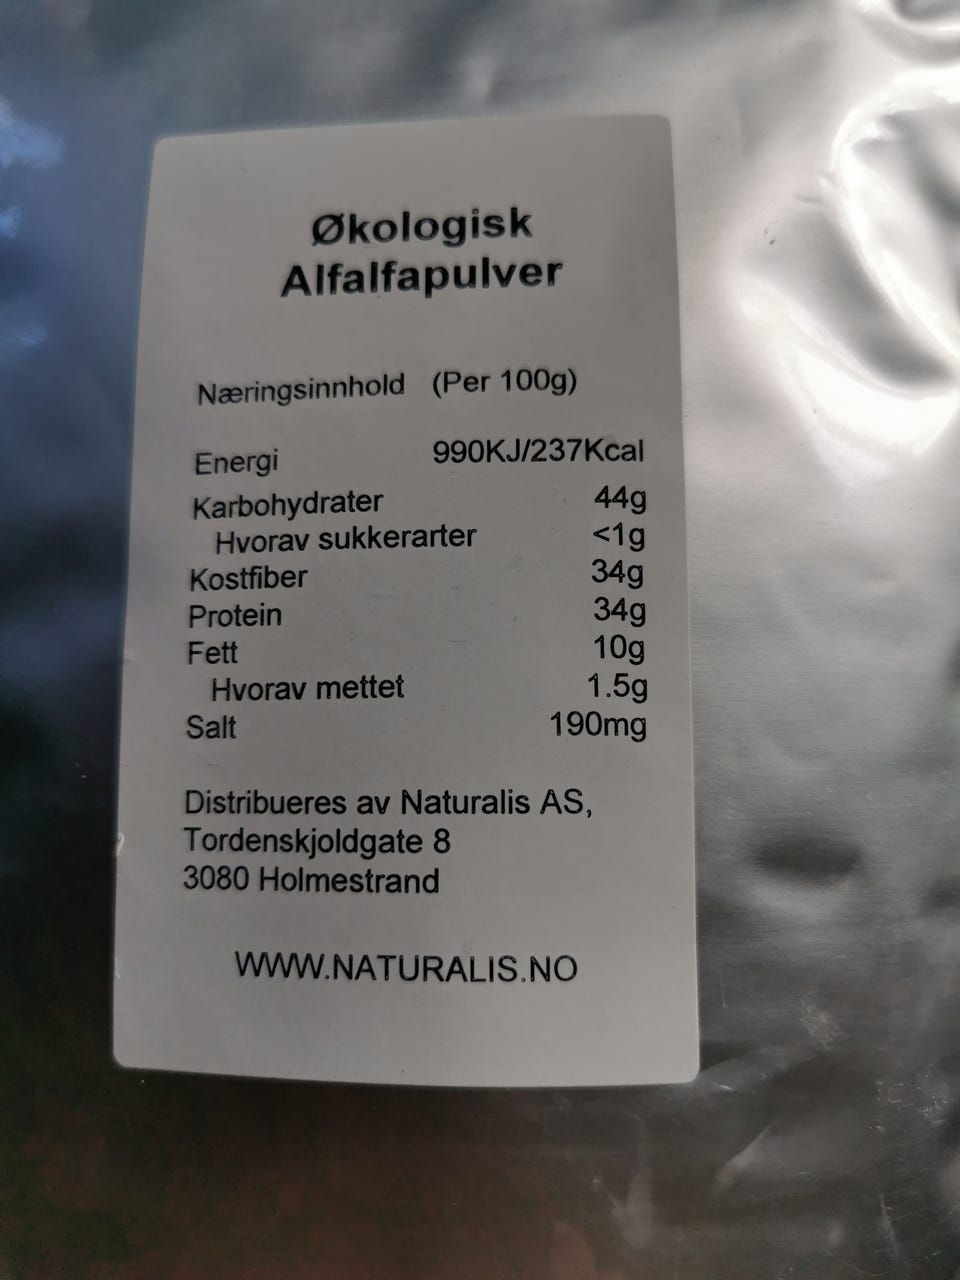 Økologisk
Alfalfapulver
Næringsinnhold (Per 100g)
Energi 990KJ/237Kcal
Karbohydrater 44g
Hvorav sukkerarter <1g
Kostfiber 34g
Protein 34g
Fett 10g
Hvorav mettet 1.5g
Salt 190mg
Distribueres av Naturalis AS,
Tordenskjoldgate 8
3080 Holmestrand
WWW.NATURALIS.NO